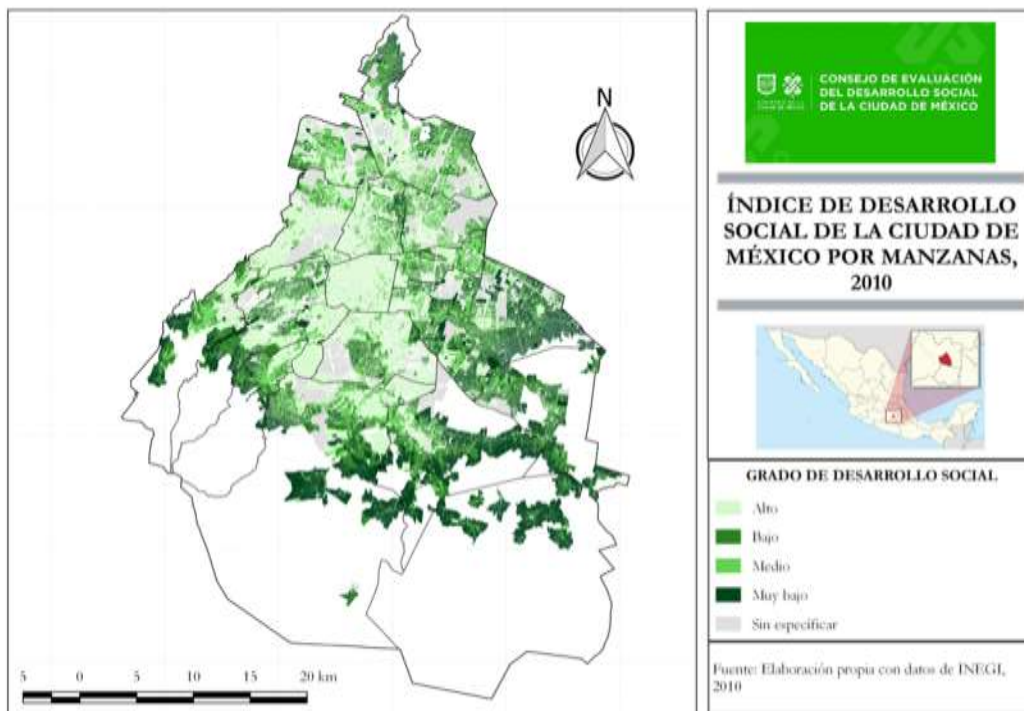 N
5 0 5 10 15 20 km
CONSEJO DE EVALUACIÓN
DEL DESARROLLO SOCIAL
DE LA CIUDAD DE MÉXICO
ÍNDICE DE DESARROLLO
SOCIAL DE LA CIUDAD DE
MÉXICO POR MANZANAS,
2010
GRADO DE DESARROLLO SOCIAL
Alto
Bajo
Medio
Muy bajo
Sin especificar
Fuente: Elaboración propia con datos de INEGI,
2010